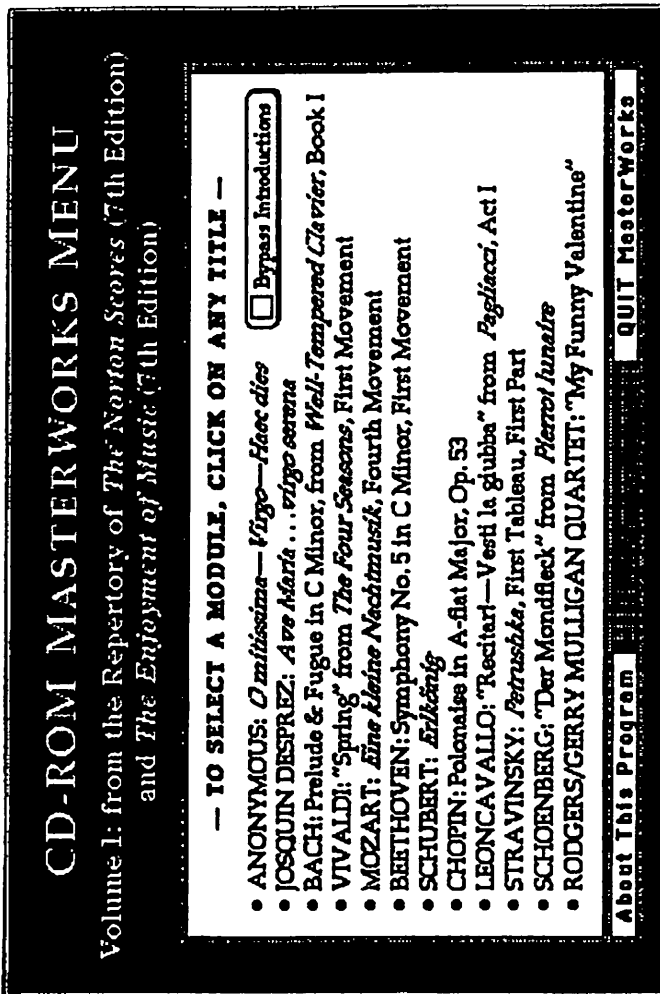 CD-ROM MASTERWORKS MENU
Volume 1: from the Repertory of The Norton Scores (7th Edition)
and The Enjoyment of Music (7th Edition)
— TO SELECT A MODULE, CLICK ON ANY TITLE —
Bypass Introductions
• ANONYMOUS: O mitissima—Virgo—Haec dies
• JOSQUIN DESPREZ: Ave Maria ... virgo serena
• BACH: Prelude & Fugue in C Minor, from Well-Tempered Clavier, Book I
• VIVALDI: "Spring" from The Four Seasons, First Movement
• MOZART: Eine kleine Nachtmusik, Fourth Movement
• BEETHOVEN: Symphony No. 5 in C Minor, First Movement
• SCHUBERT: Erlkönig
• CHOPIN: Polonaise in A-flat Major, Op. 53
• LEONCAVALLO: "Recitar!—Vesti la giubba" from Pagliacci, Act I
• STRAVINSKY: Petrushka, First Tableau, First Part
• SCHOENBERG: "Der Mondfleck" from Pierrot lunaire
• RODGERS/GERRY MULLIGAN QUARTET: "My Funny Valentine"
About This Program
QUIT MasterWorks